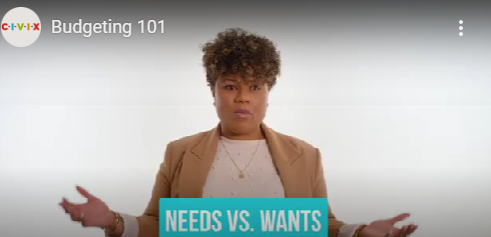 C·I·V·I·X
Budgeting 101
NEEDS VS. WANTS